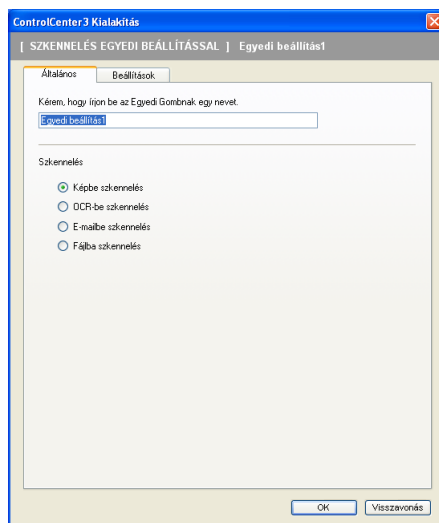 ControlCenter3 Kialakítás
[ SZKENNELÉS EGYEDI BEÁLLÍTÁSSAL ] Egyedi beállítás1
Általános Beállítások
Kérem, hogy írjon be az Egyedi Gombnak egy nevet.
Egyedi beállítás1
Szkennelés
Képbe szkennelés
OCR-be szkennelés
E-mailbe szkennelés
Fájlba szkennelés
OK Visszavonás